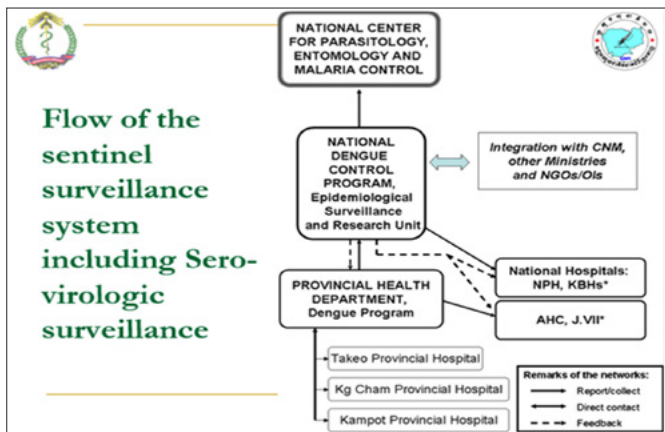 NATIONAL CENTER
FOR PARASITOLOGY,
ENTOMOLOGY AND
MALARIA CONTROL
Flow of the
sentinel
surveillance
system
including Sero-
virologic
surveillance
NATIONAL
DENGUE
CONTROL
PROGRAM,
Epidemiological
Surveillance
and Research Unit
Integration with CNM,
other Ministries
and NGOs/OIs
National Hospitals:
NPH, KBHs*
PROVINCIAL HEALTH
DEPARTMENT,
Dengue Program
AHC, J.VII*
Takeo Provincial Hospital
Kg Cham Provincial Hospital
Kampot Provincial Hospital
Remarks of the networks:
Report/collect
Direct contact
Feedback